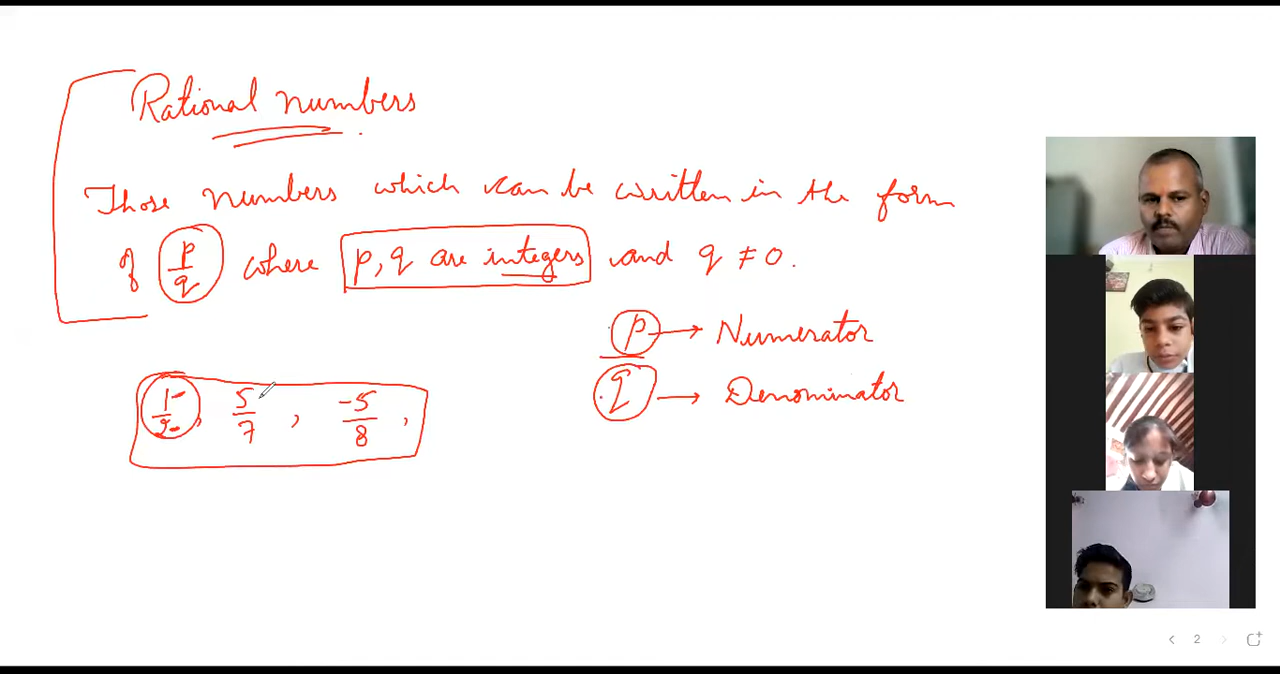 Rational Numbers
Those numbers which can be written in the form
of p/q where p, q are integers and q ≠ 0.
p → Numerator
q → Denominator
1/2, 5/7, -5/8,
2